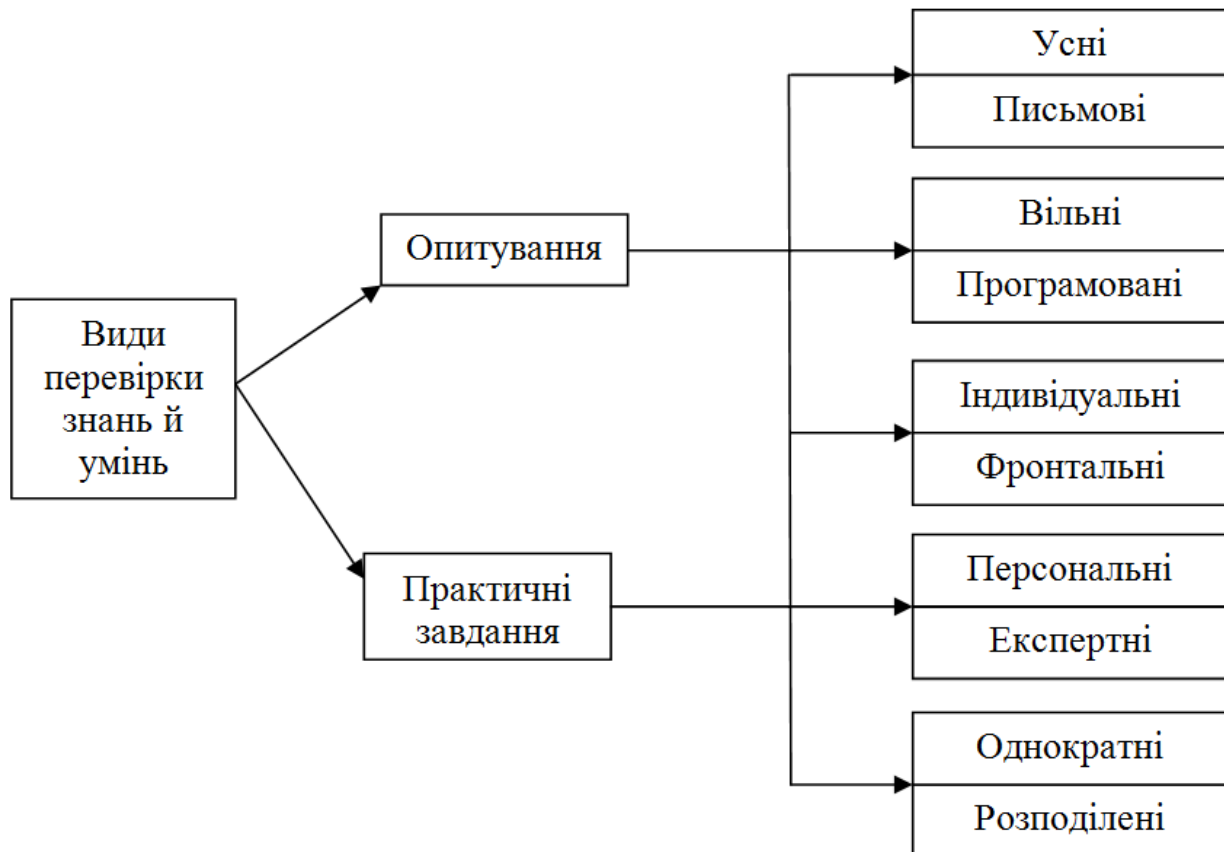 Види
перевірки
знань й
умінь
Опитування
Практичні
завдання
Усні
Письмові
Вільні
Програмовані
Індивідуальні
Фронтальні
Персональні
Експертні
Однократні
Розподілені